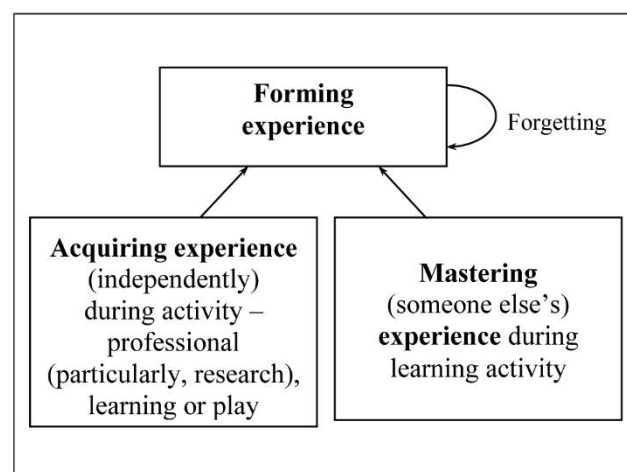 Forming
experience
Forgetting
Acquiring experience
(independently)
during activity –
professional
(particularly, research),
learning or play
Mastering
(someone else’s)
experience during
learning activity